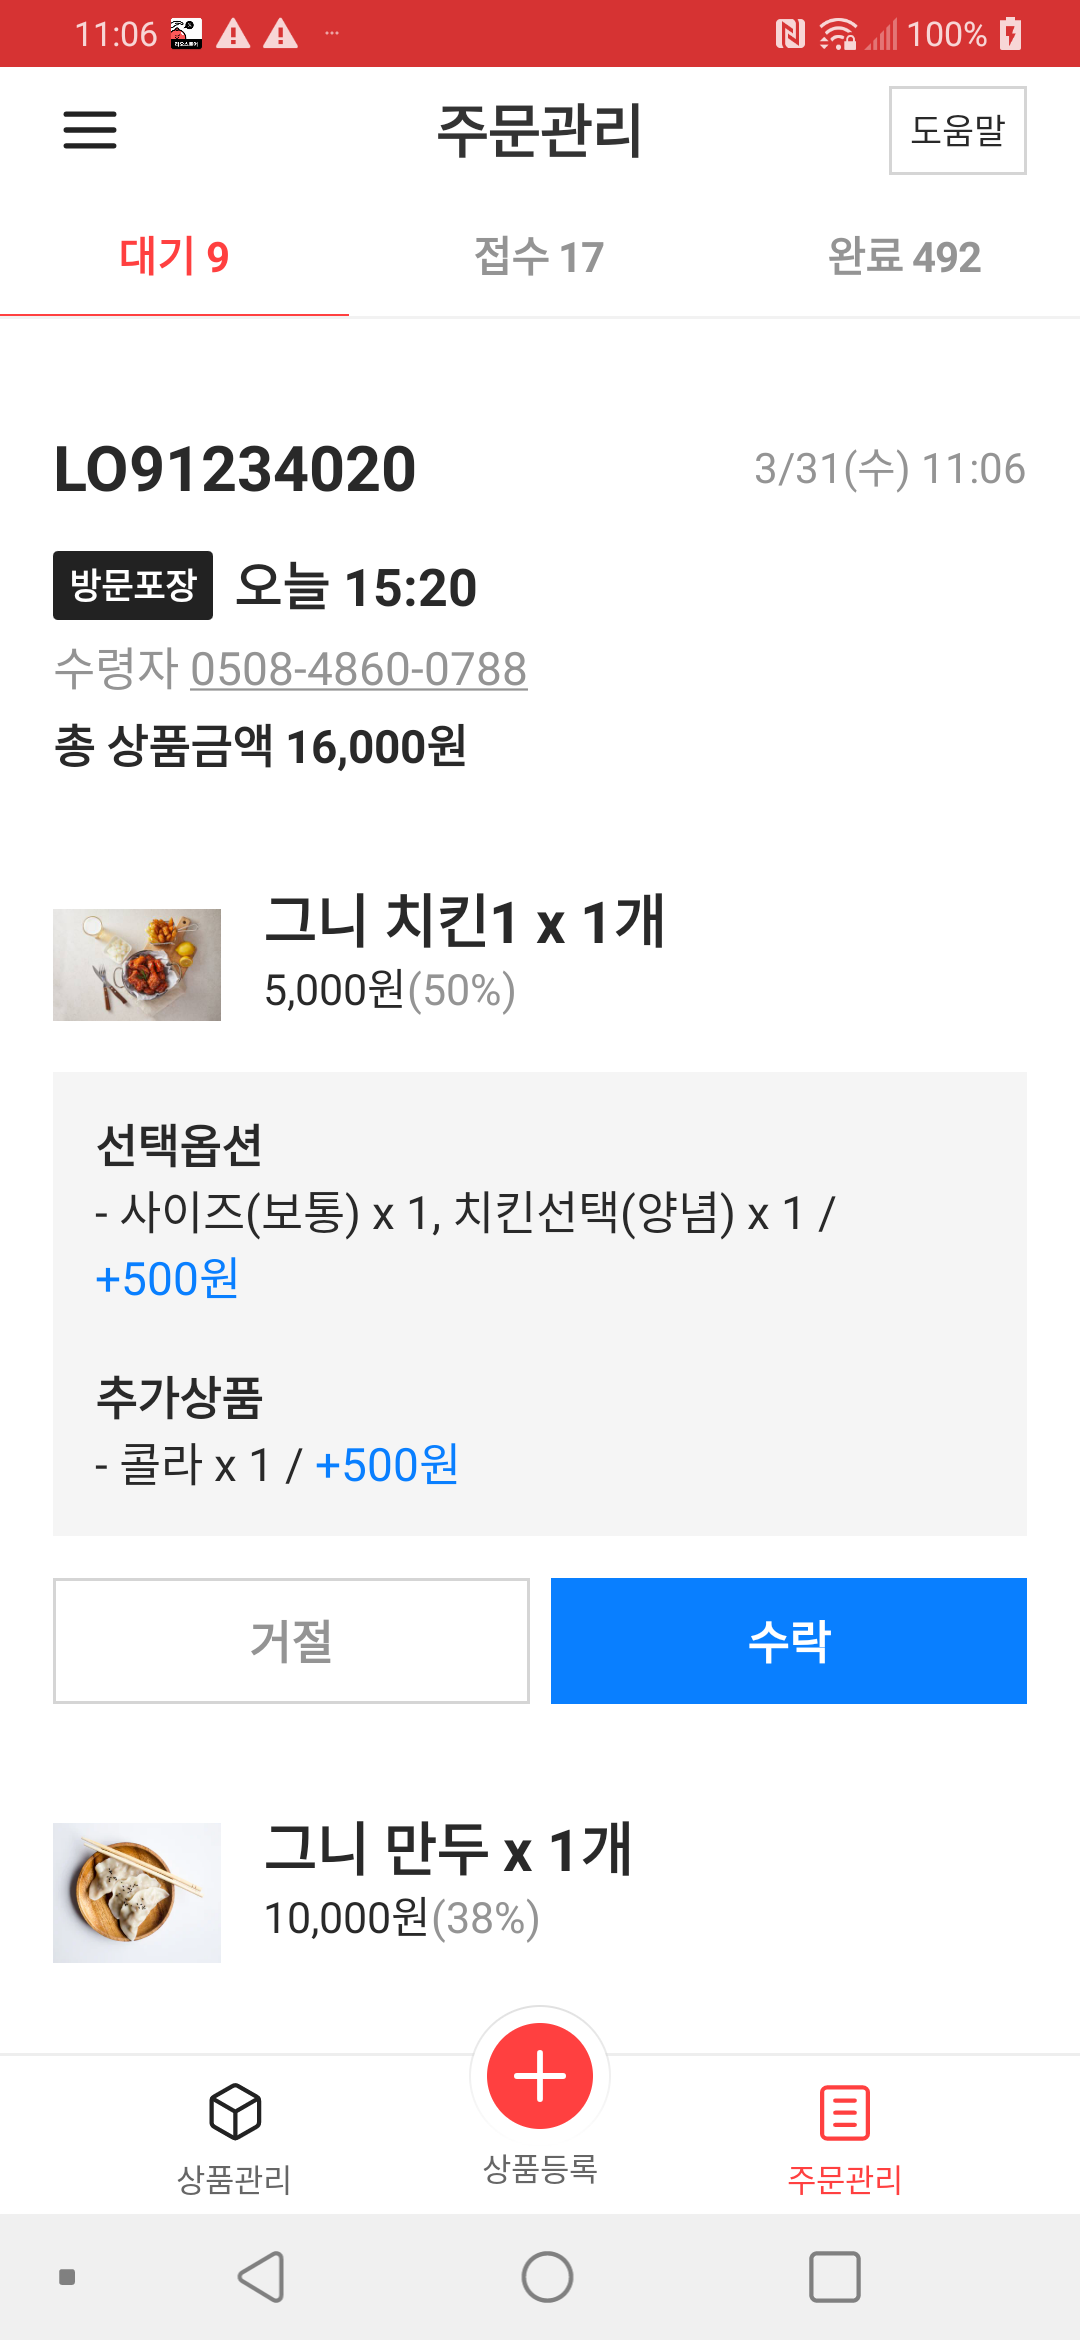 11:06
100%
주문관리
도움말
대기 9
접수 17
완료 492
LO91234020
3/31(수) 11:06
방문포장 오늘 15:20
수령자 0508-4860-0788
총 상품금액 16,000원
그니 치킨1 x 1개
5,000원(50%)
선택옵션
- 사이즈(보통) x 1, 치킨선택(양념) x 1 /
+500원
추가상품
- 콜라 x 1 / +500원
거절
수락
그니 만두 x 1개
10,000원(38%)
상품관리
상품등록
주문관리